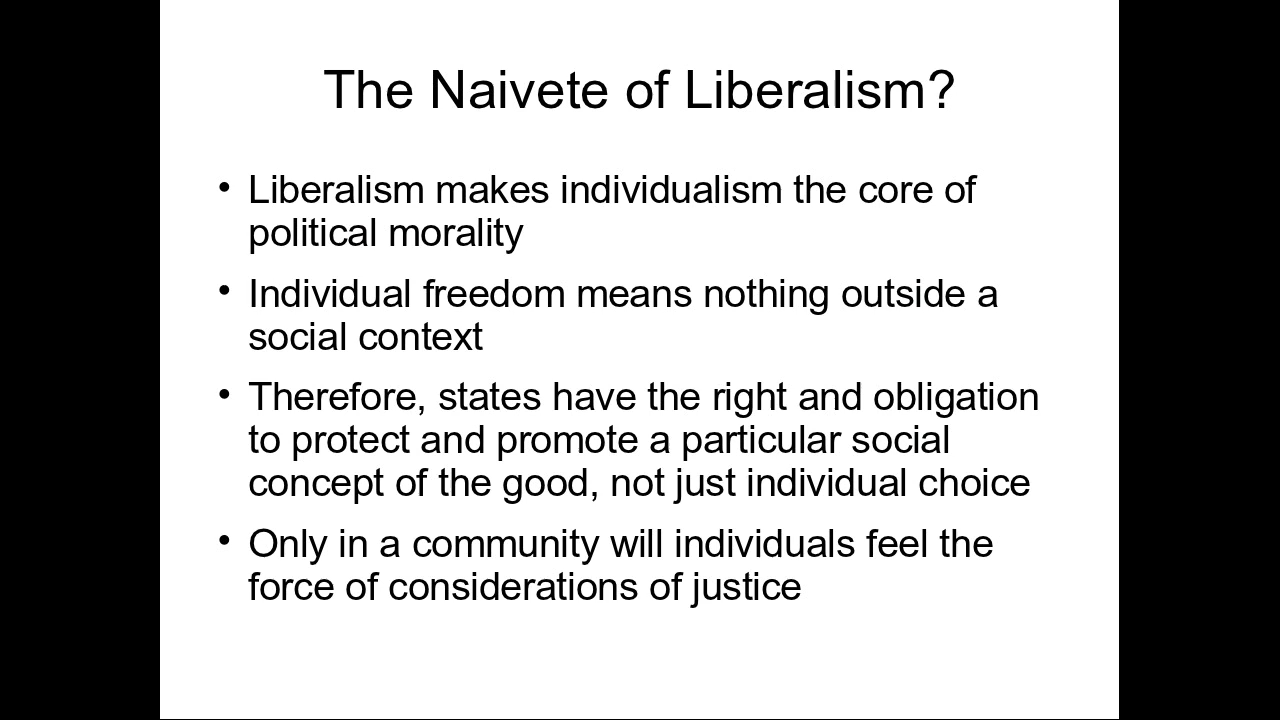 The Naivete of Liberalism?
• Liberalism makes individualism the core of
political morality
• Individual freedom means nothing outside a
social context
• Therefore, states have the right and obligation
to protect and promote a particular social
concept of the good, not just individual choice
• Only in a community will individuals feel the
force of considerations of justice